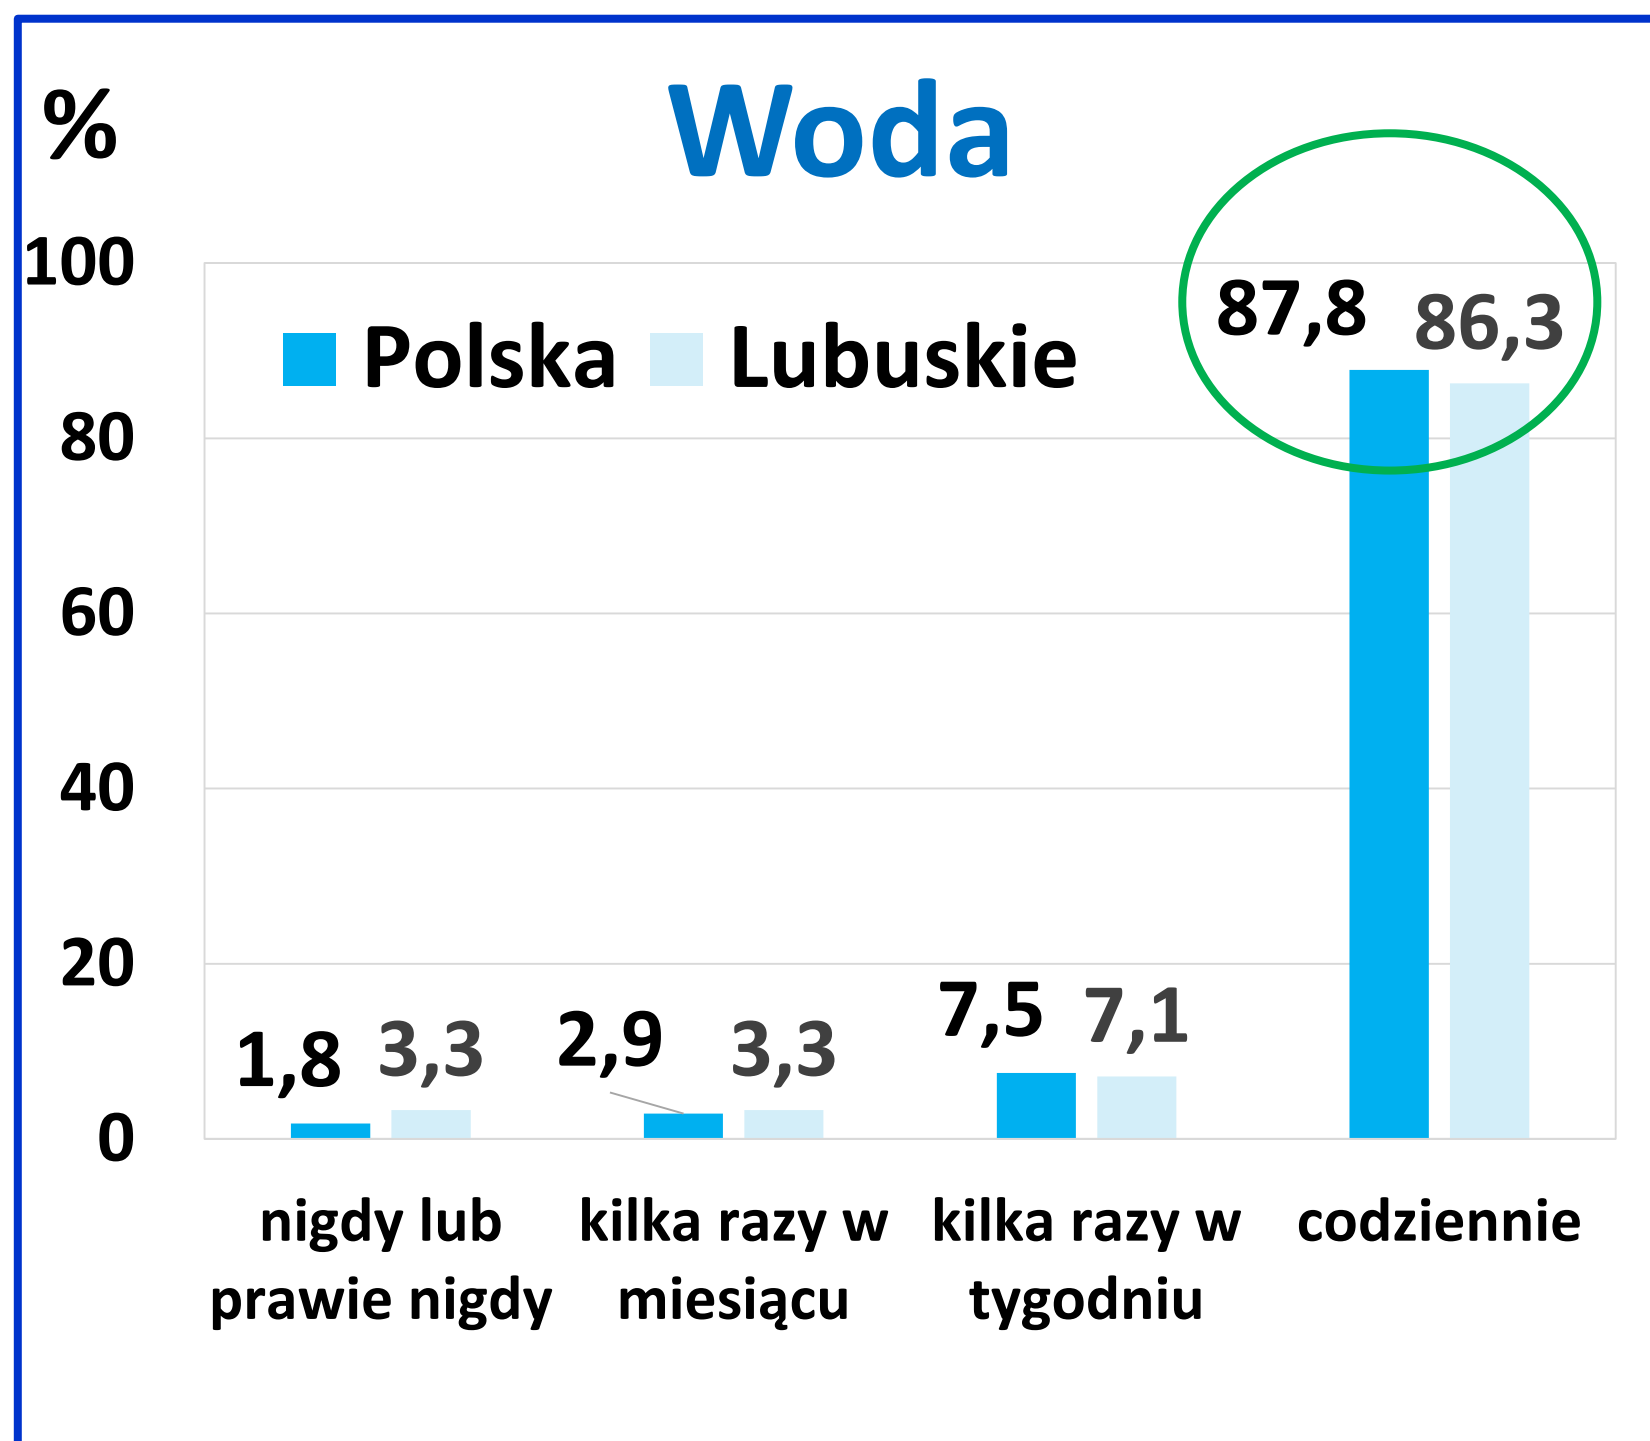 %
Woda
100
87,8 86,3
Polska Lubuskie
80
60
40
20
7,5 7,1
1,8 3,3 2,9 3,3
0
nigdy lub
prawie nigdy
kilka razy w
miesiącu
kilka razy w
tygodniu
codziennie